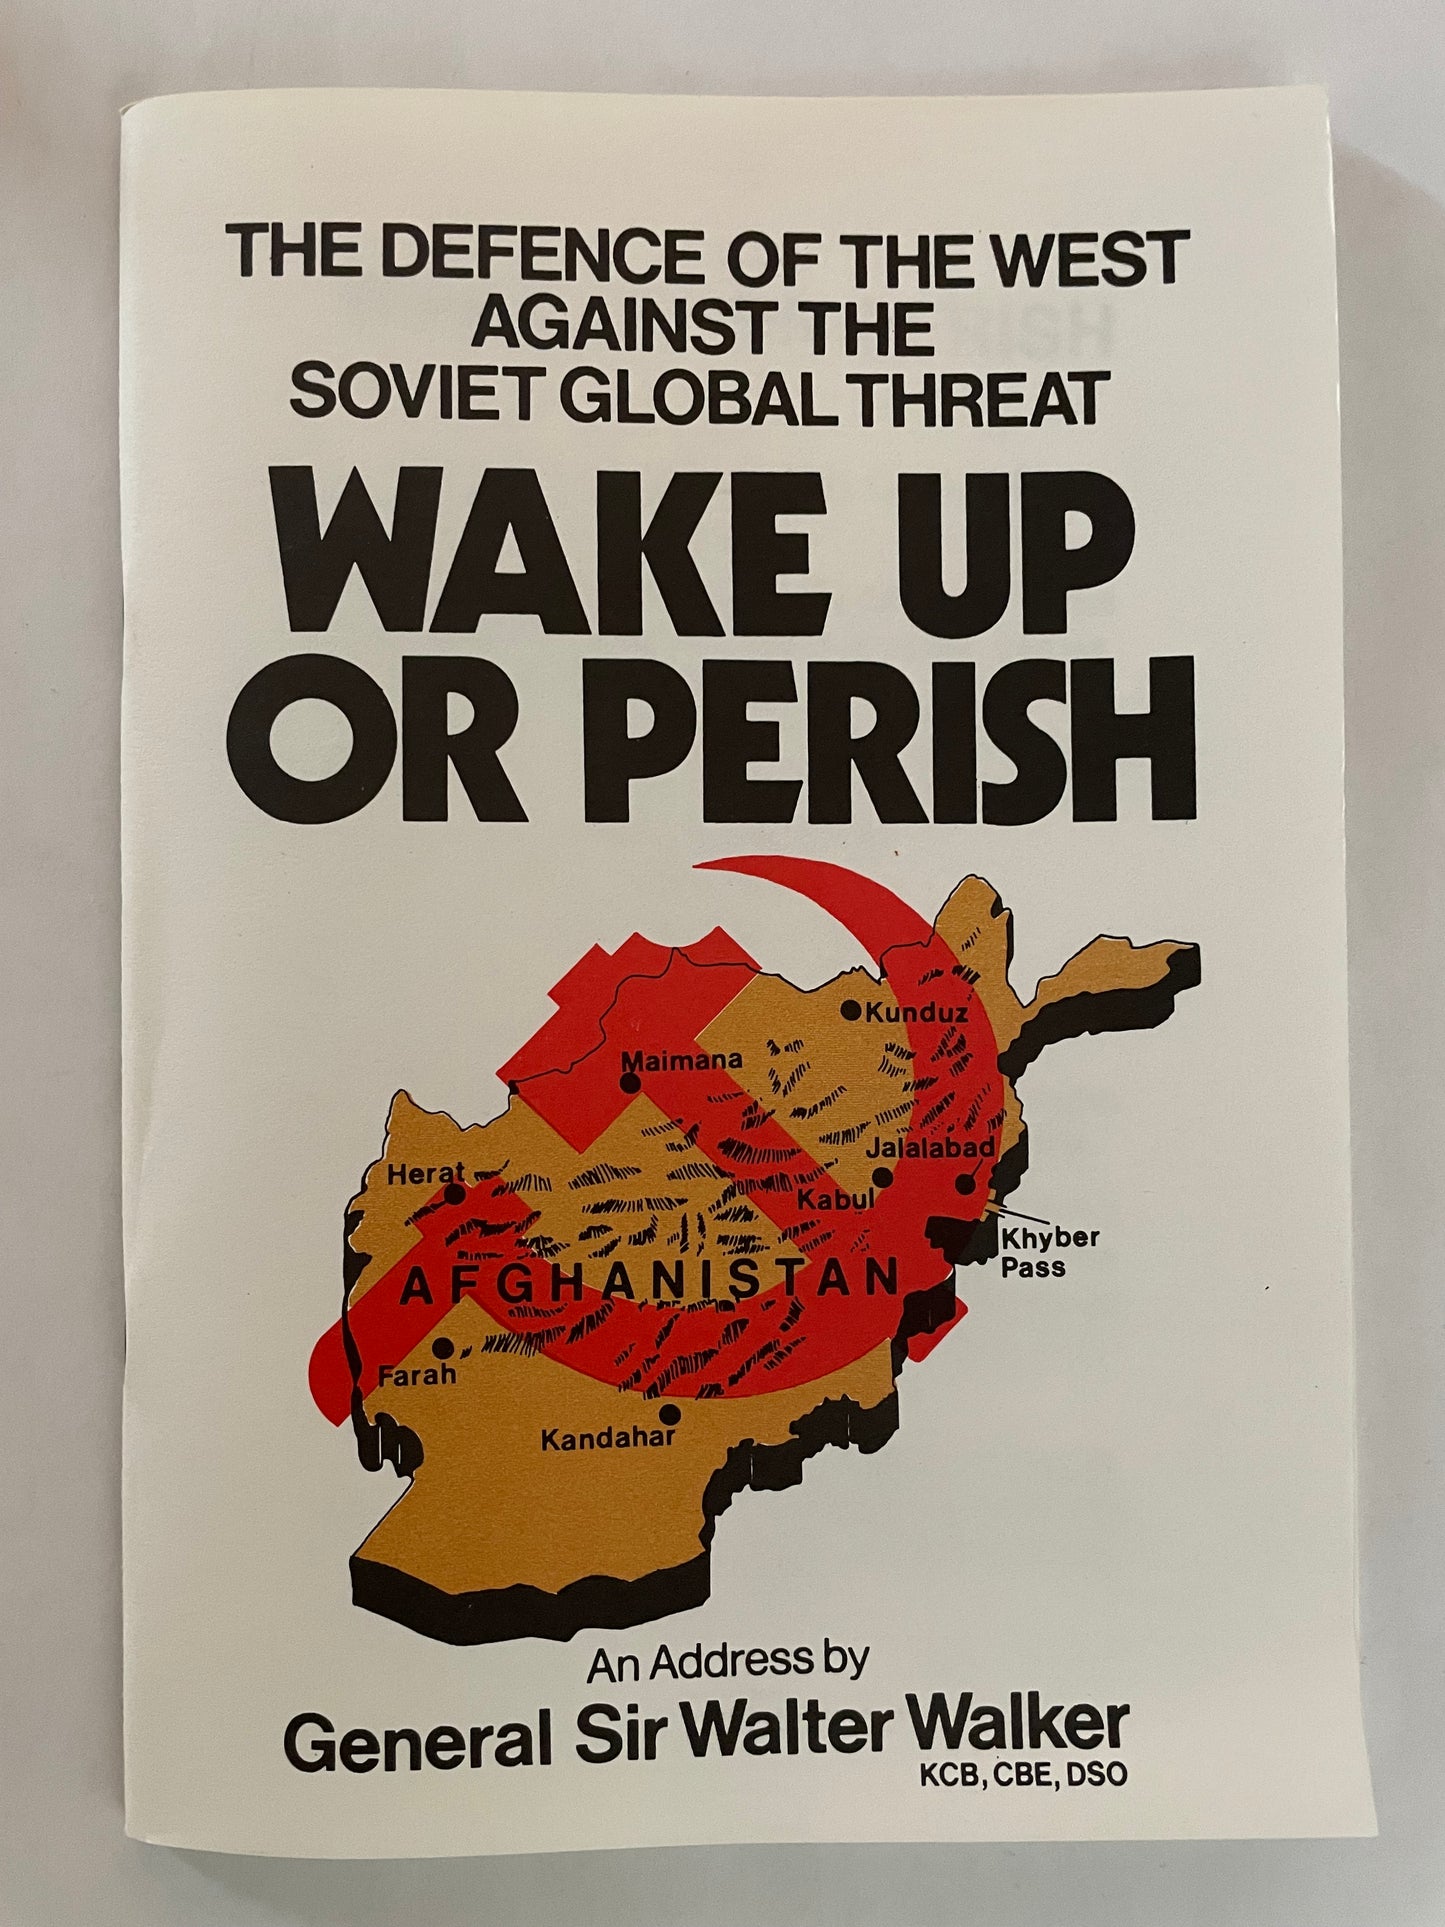 THE DEFENCE OF THE WEST
AGAINST THE
SOVIET GLOBAL THREAT
WAKE UP
OR PERISH
Kunduz
Maimana
Jalalabad
Herat
Kabul
Khyber
Pass
AFGHANISTAN
Farah
Kandahar
An Address by
General Sir Walter Walker
KCB, CBE, DSO